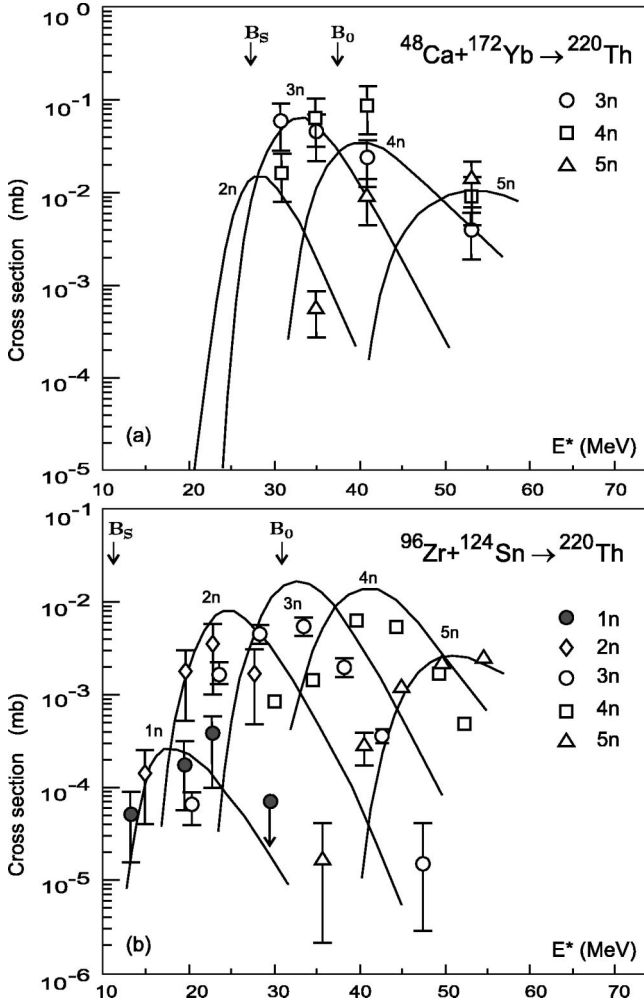 10⁰
10⁻¹
10⁻²
10⁻³
10⁻⁴
10⁻⁵
Cross section (mb)
B_S
B_0
⁴⁸Ca+¹⁷²Yb→²²⁰Th
3n
4n
5n
2n
3n
4n
5n
(a)
E* (MeV)
10 20 30 40 50 60 70
10⁻¹
10⁻²
10⁻³
10⁻⁴
10⁻⁵
10⁻⁶
Cross section (mb)
B_S
B_0
⁹⁶Zr+¹²⁴Sn→²²⁰Th
1n
2n
3n
4n
5n
1n
2n
3n
4n
5n
(b)
E* (MeV)
10 20 30 40 50 60 70